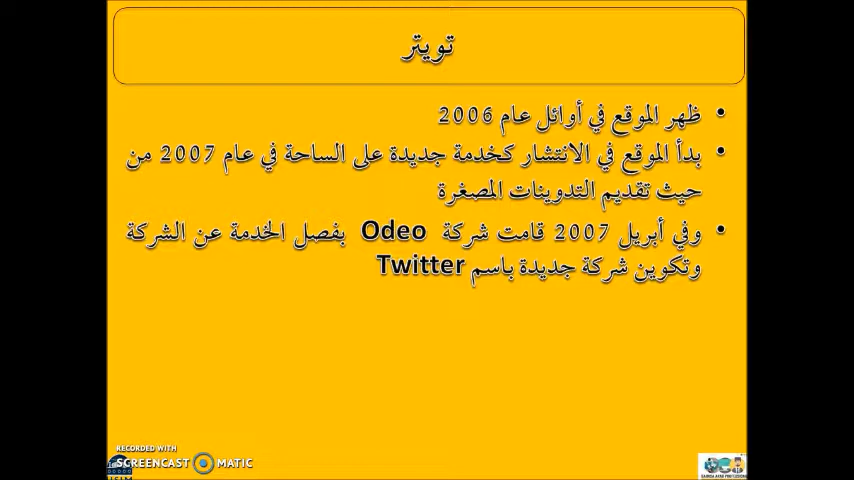 تويتر
• ظهر الموقع في أوائل عام 2006
• بدأ الموقع في الانتشار كخدمة جديدة على الساحة في عام 2007 من
حيث تقديم التدوينات المصغرة
• وفي أبريل 2007 قامت شركة Odeo بفصل الخدمة عن الشركة
وتكوين شركة جديدة باسم Twitter
RECORDED WITH
SCREENCAST MATIC